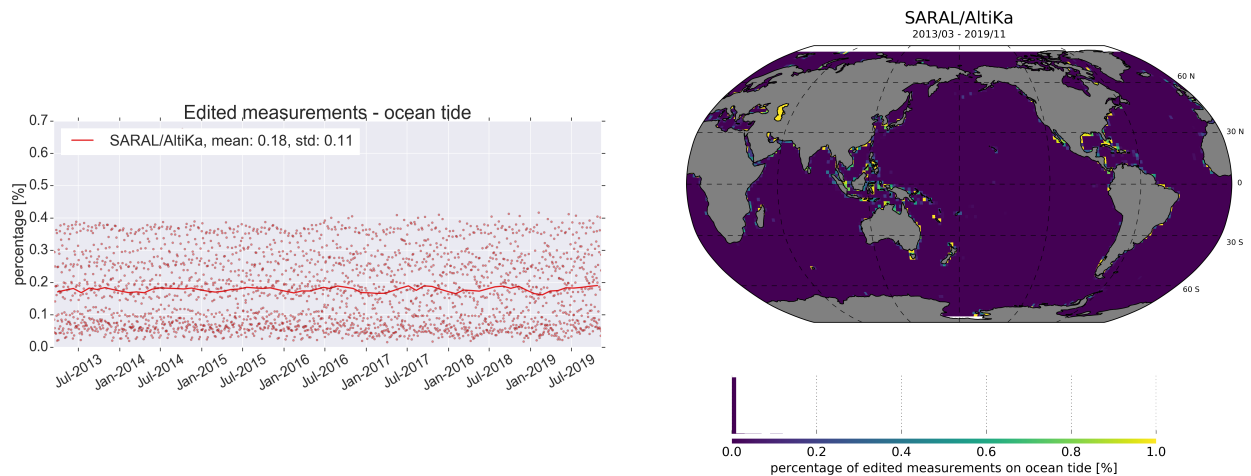 Edited measurements - ocean tide
SARAL/AltiKa, mean: 0.18, std: 0.11
percentage [%]
0.7
0.6
0.5
0.4
0.3
0.2
0.1
0.0
Jul-2013
Jan-2014
Jul-2014
Jan-2015
Jul-2015
Jan-2016
Jul-2016
Jan-2017
Jul-2017
Jan-2018
Jul-2018
Jan-2019
Jul-2019
SARAL/AltiKa
2013/03 - 2019/11
60 N
30 N
0
30 S
60 S
0.0 0.2 0.4 0.6 0.8 1.0
percentage of edited measurements on ocean tide [%]